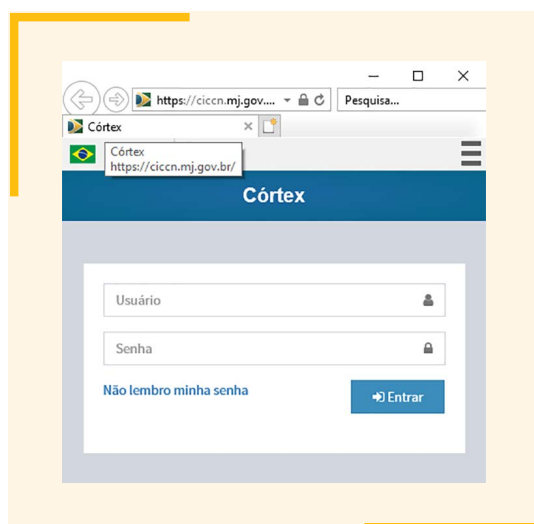 https://ciccn.mj.gov.... Pesquisa...
Córtex
Córtex
https://ciccn.mj.gov.br/
Córtex
Usuário
Senha
Não lembro minha senha
Entrar